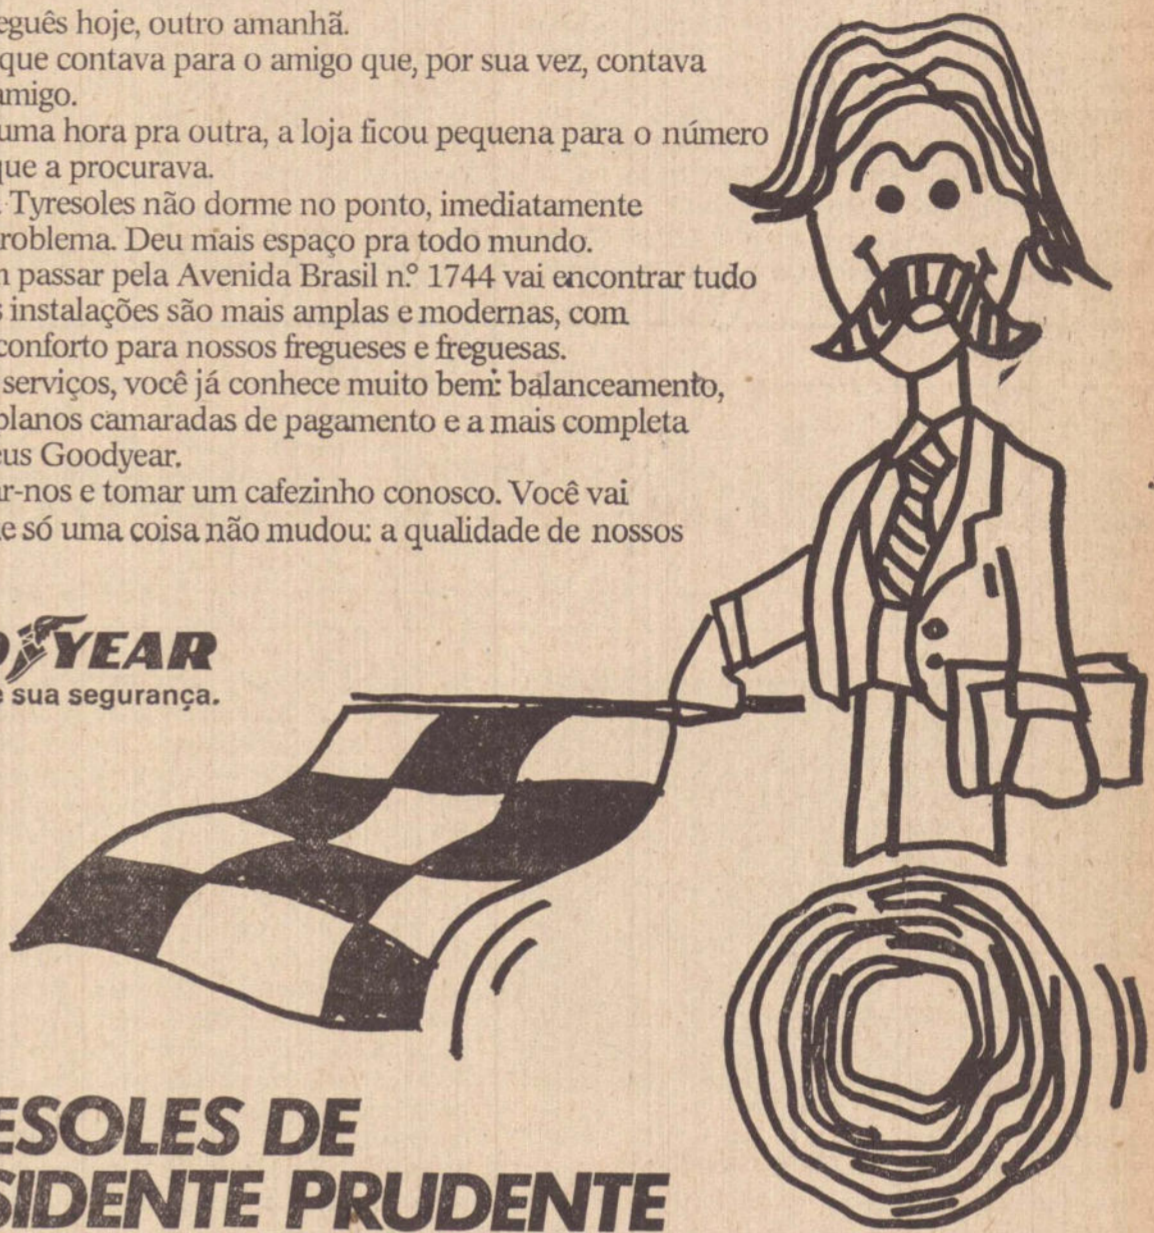 eguês hoje, outro amanhã.
que contava para o amigo que, por sua vez, contava
amigo.
uma hora pra outra, a loja ficou pequena para o número
que a procurava.
Tyresoles não dorme no ponto, imediatamente
roblema. Deu mais espaço pra todo mundo.
passar pela Avenida Brasil n.º 1744 vai encontrar tudo
s instalações são mais amplas e modernas, com
conforto para nossos fregueses e freguesas.
serviços, você já conhece muito bem: balanceamento,
planos camaradas de pagamento e a mais completa
eus Goodyear.
ar-nos e tomar um cafezinho conosco. Você vai
e só uma coisa não mudou: a qualidade de nossos
YEAR
e sua segurança.
ESOLES DE
SIDENTE PRUDENTE